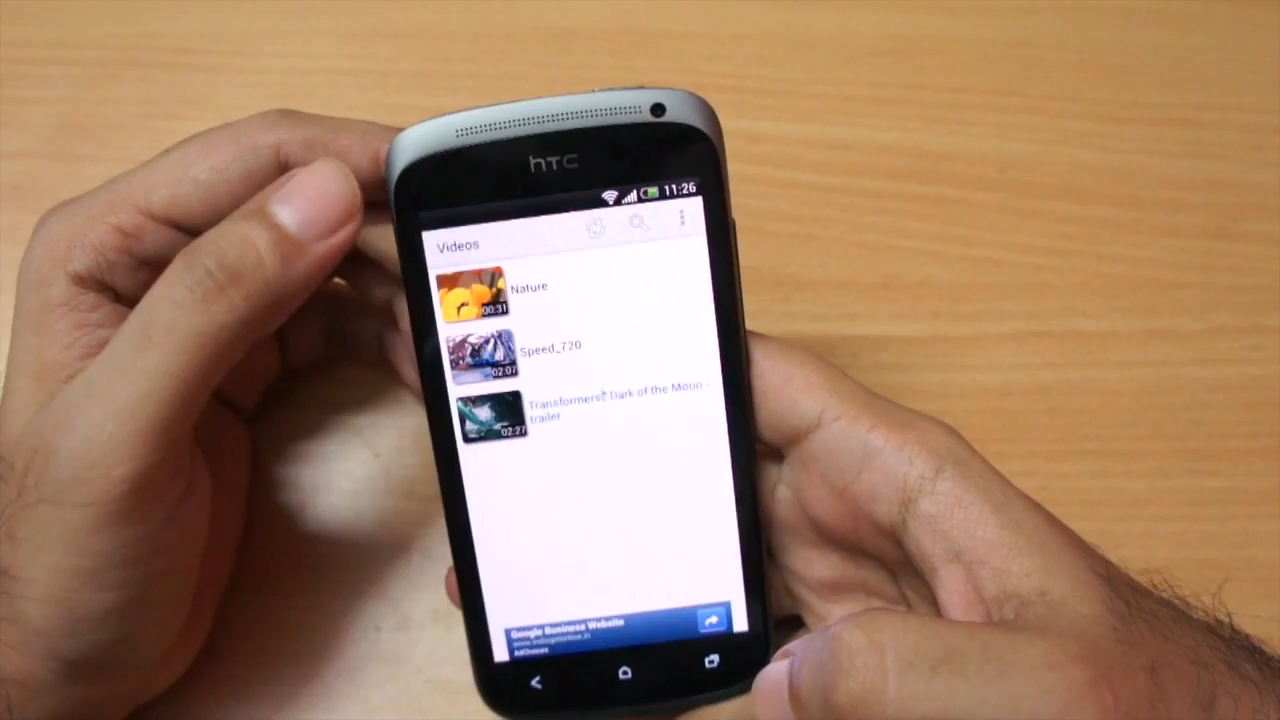 hTC
11:26
Videos
Nature
00:31
Speed_720
02:07
Transformers: Dark of the Moon -
trailer
02:27
Google Business Website
AdChoices